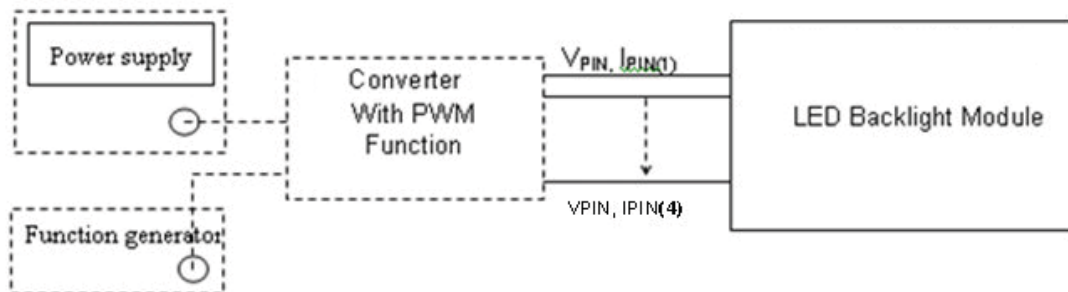 Power supply
Converter
With PWM
Function
VPIN, IPIN(1)
LED Backlight Module
VPIN, IPIN(4)
Function generator